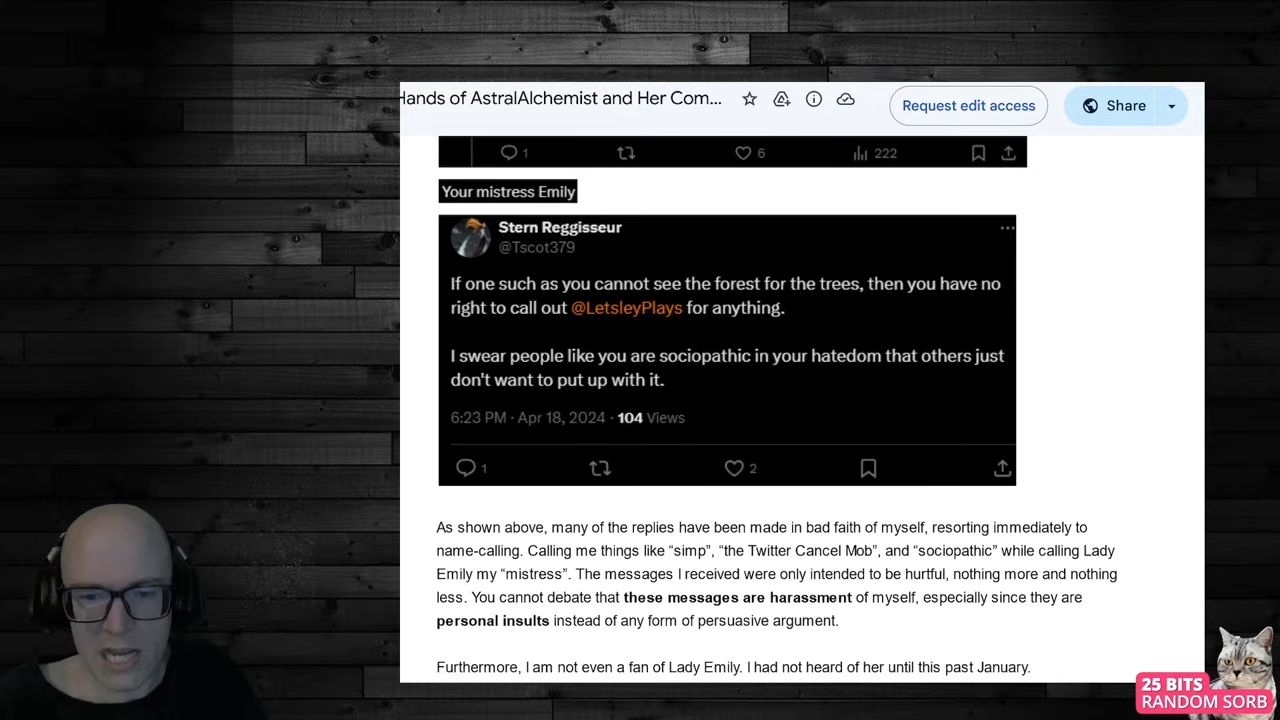 Hands of AstralAlchemist and Her Com...
Request edit access
Share
1
6
222
Your mistress Emily
Stern Reggisseur
@Tscot379
If one such as you cannot see the forest for the trees, then you have no
right to call out @LetsleyPlays for anything.
I swear people like you are sociopathic in your hatedom that others just
don't want to put up with it.
6:23 PM · Apr 18, 2024 · 104 Views
1
2
As shown above, many of the replies have been made in bad faith of myself, resorting immediately to
name-calling. Calling me things like “simp”, “the Twitter Cancel Mob”, and “sociopathic” while calling Lady
Emily my “mistress”. The messages I received were only intended to be hurtful, nothing more and nothing
less. You cannot debate that these messages are harassment of myself, especially since they are
personal insults instead of any form of persuasive argument.
Furthermore, I am not even a fan of Lady Emily. I had not heard of her until this past January.
25 BITS
RANDOM SORB